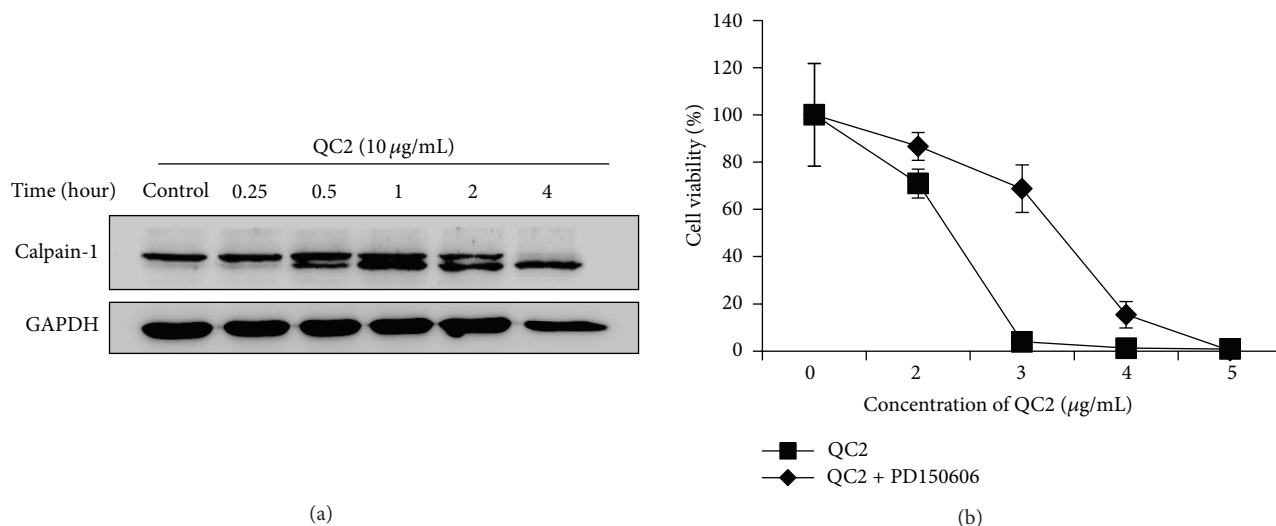 QC2 (10 μg/mL)
Time (hour) Control 0.25 0.5 1 2 4
Calpain-1
GAPDH
(a)
140
120
100
80
60
40
20
0
Cell viability (%)
0 2 3 4 5
Concentration of QC2 (μg/mL)
QC2
QC2 + PD150606
(b)